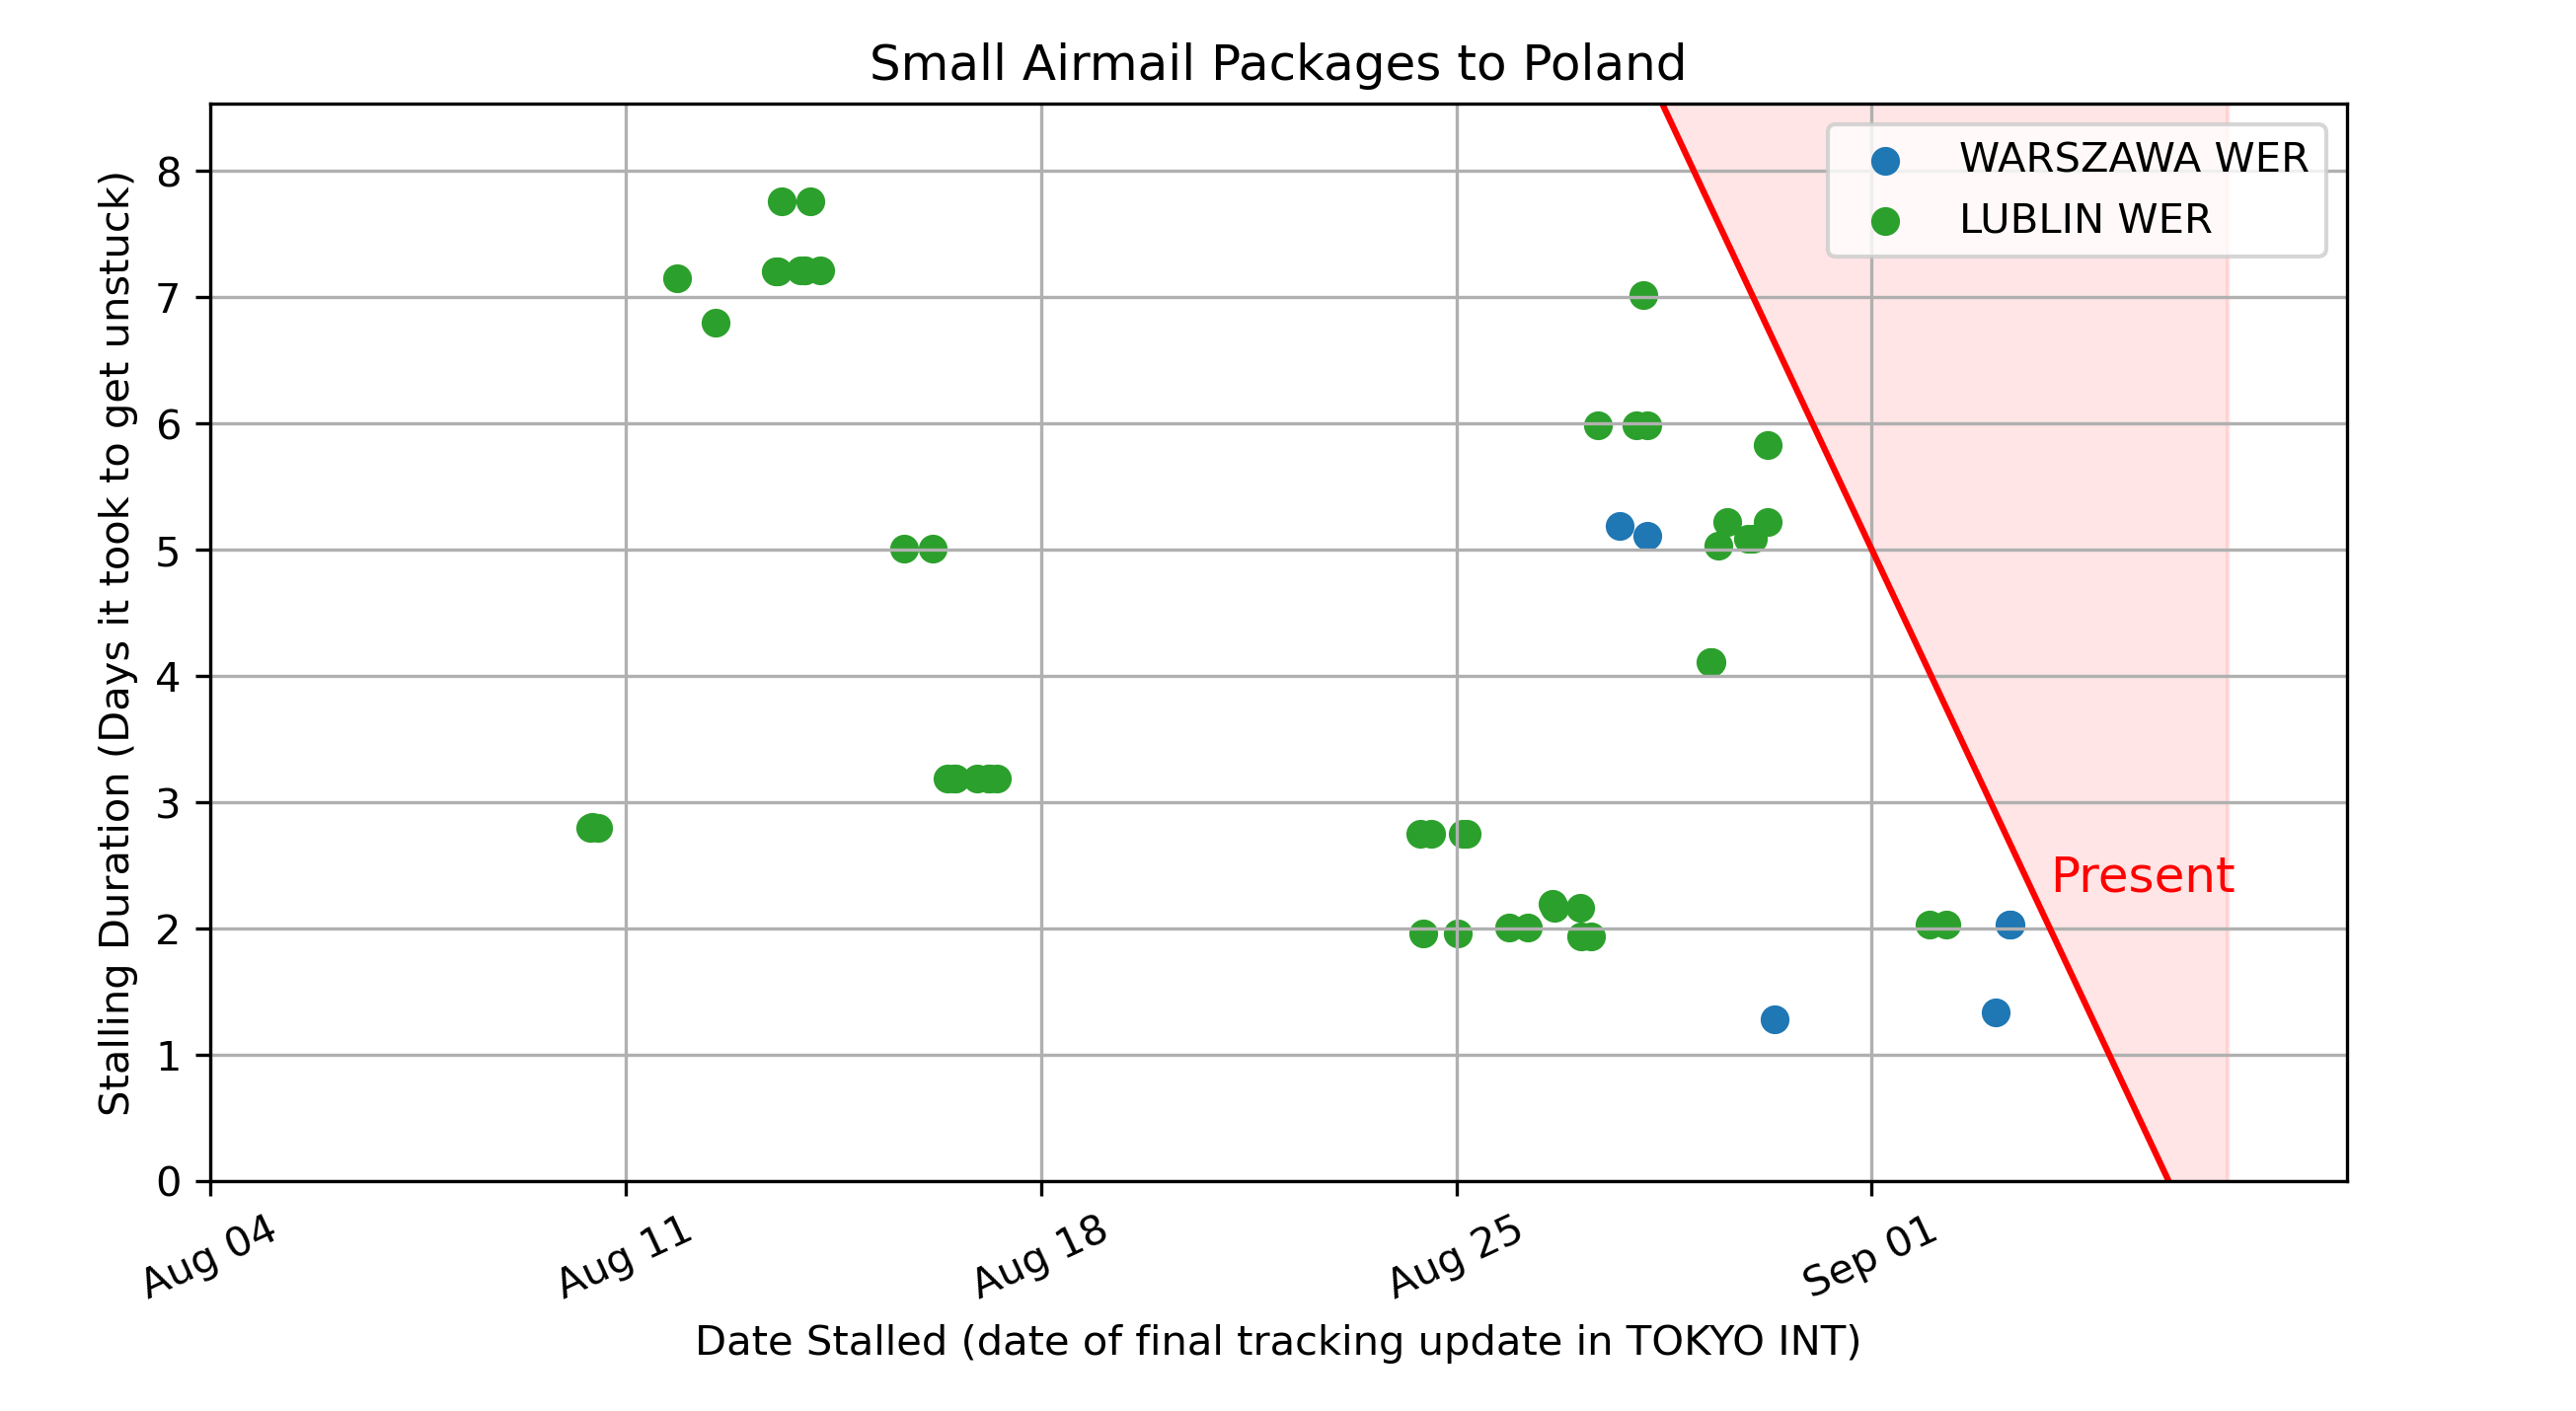 Small Airmail Packages to Poland
Stalling Duration (Days it took to get unstuck)
8
7
6
5
4
3
2
1
0
WARSZAWA WER
LUBLIN WER
Present
Aug 04
Aug 11
Aug 18
Aug 25
Sep 01
Date Stalled (date of final tracking update in TOKYO INT)